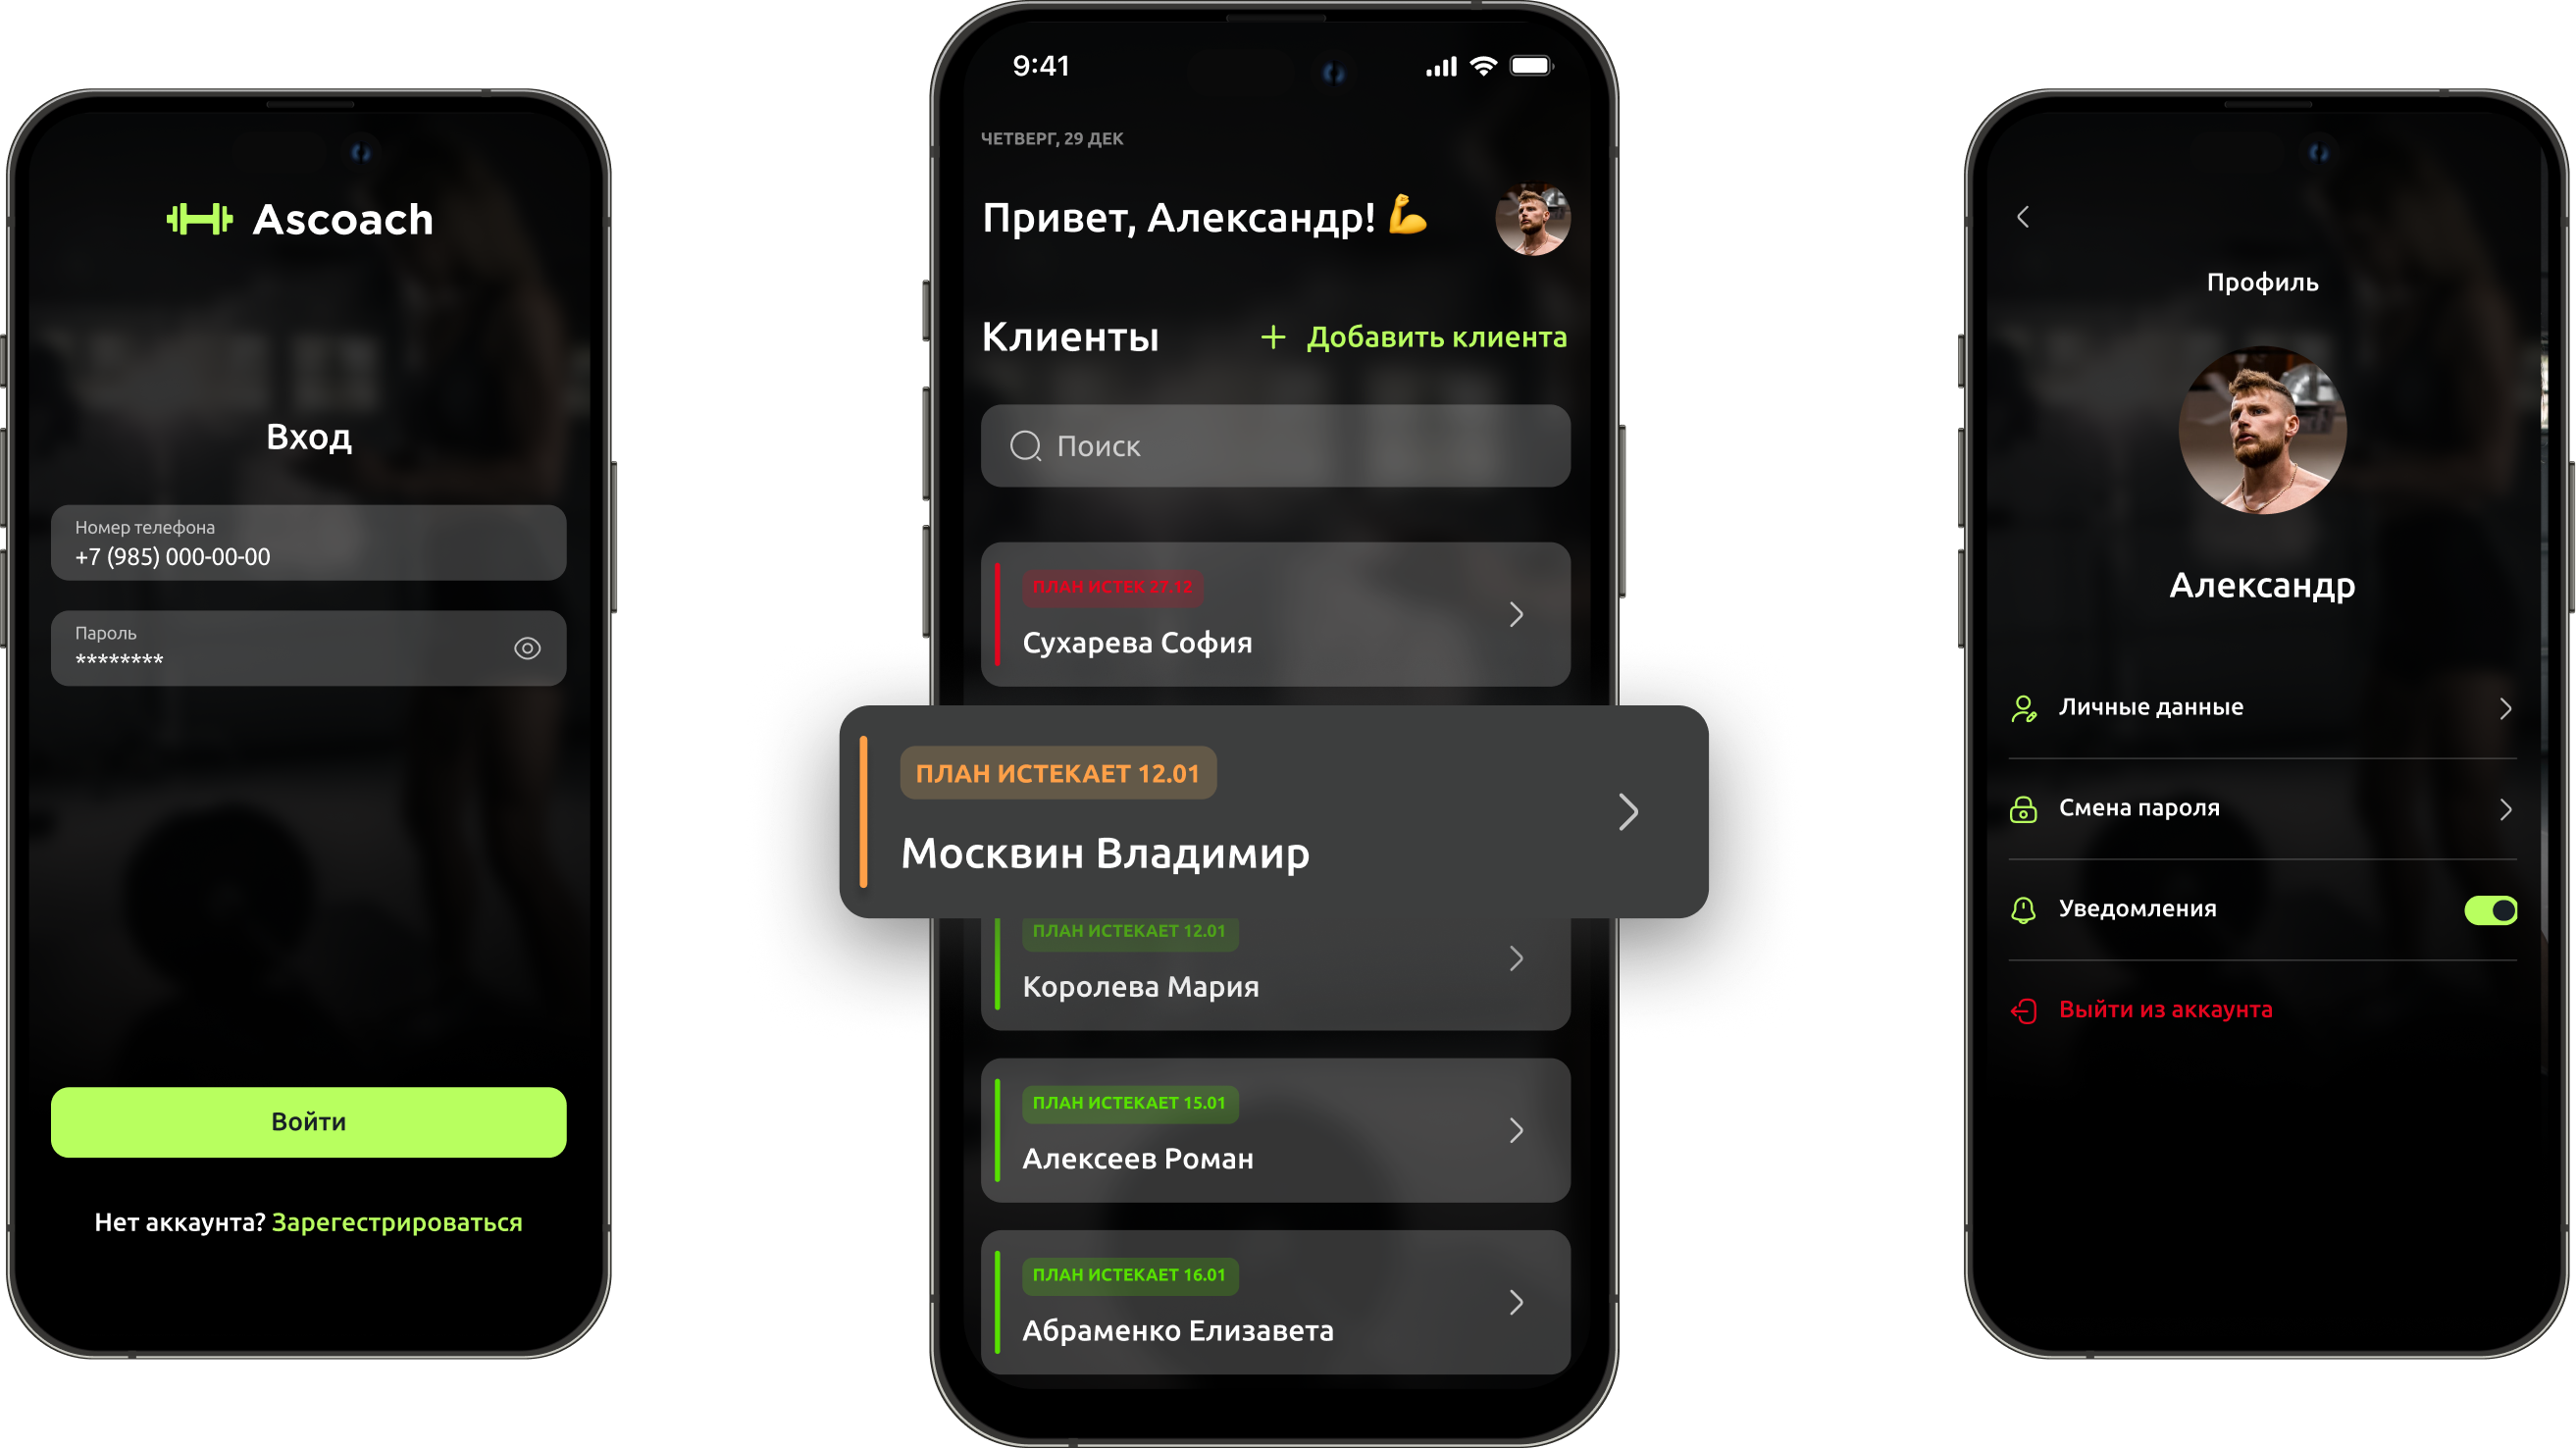 Ascoach
Вход
Номер телефона
+7 (985) 000-00-00
Пароль
********
Войти
Нет аккаунта? Зарегестрироваться
9:41
ЧЕТВЕРГ, 29 ДЕК
Привет, Александр! 💪
Клиенты
+ Добавить клиента
Поиск
ПЛАН ИСТЕК 27.12
Сухарева София
ПЛАН ИСТЕКАЕТ 12.01
Москвин Владимир
ПЛАН ИСТЕКАЕТ 12.01
Королева Мария
ПЛАН ИСТЕКАЕТ 15.01
Алексеев Роман
ПЛАН ИСТЕКАЕТ 16.01
Абраменко Елизавета
Профиль
Александр
Личные данные
Смена пароля
Уведомления
Выйти из аккаунта